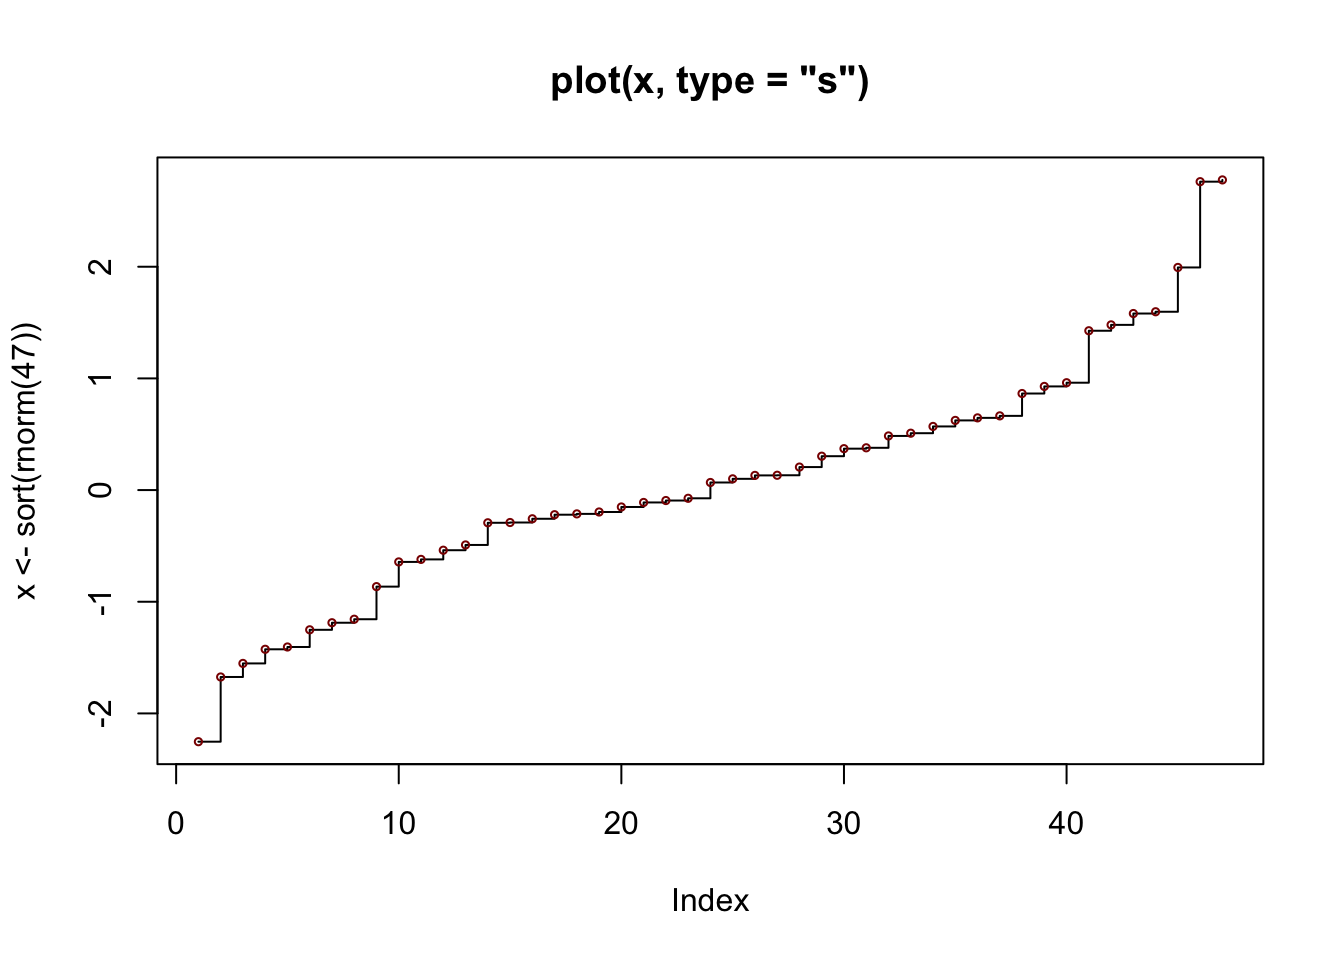 plot(x, type = "s")
x <- sort(rnorm(47))
2
1
0
-1
-2
0 10 20 30 40
Index